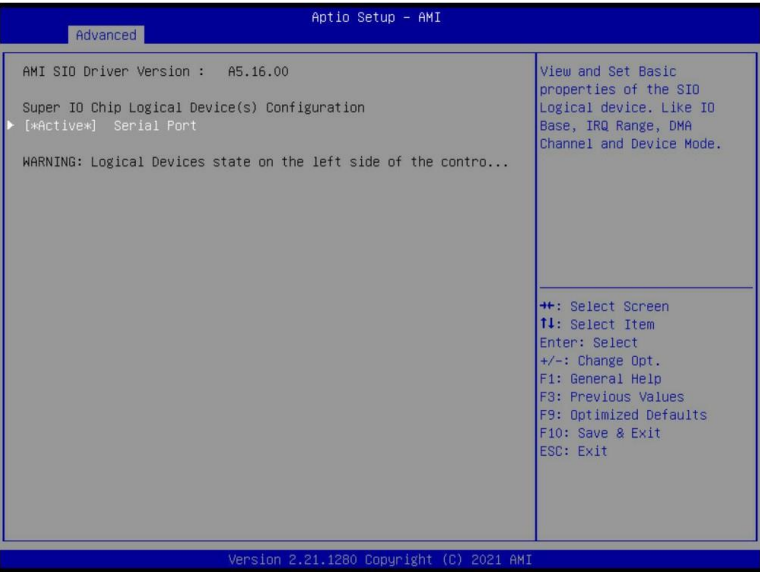 Aptio Setup – AMI
Advanced
AMI SIO Driver Version : A5.16.00
Super IO Chip Logical Device(s) Configuration
[*Active*] Serial Port
WARNING: Logical Devices state on the left side of the contro...
View and Set Basic
properties of the SIO
Logical device. Like IO
Base, IRQ Range, DMA
Channel and Device Mode.
→←: Select Screen
↑↓: Select Item
Enter: Select
+/-: Change Opt.
F1: General Help
F3: Previous Values
F9: Optimized Defaults
F10: Save & Exit
ESC: Exit
Version 2.21.1280 Copyright (C) 2021 AMI